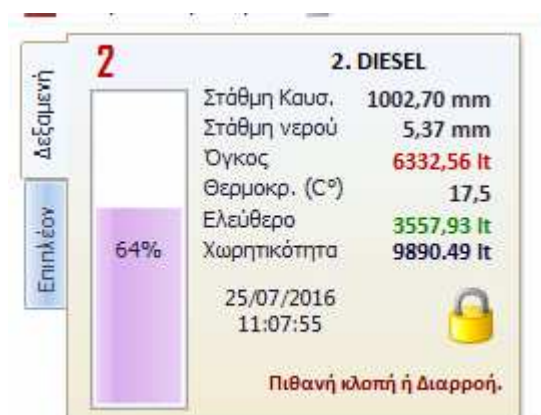 2
2. DIESEL
Δεξαμενή
Επιπλέον
64%
Στάθμη Καυσ. 1002,70 mm
Στάθμη νερού 5,37 mm
Όγκος 6332,56 lt
Θερμοκρ. (C°) 17,5
Ελεύθερο 3557,93 lt
Χωρητικότητα 9890.49 lt
25/07/2016
11:07:55
Πιθανή κλοπή ή Διαρροή.